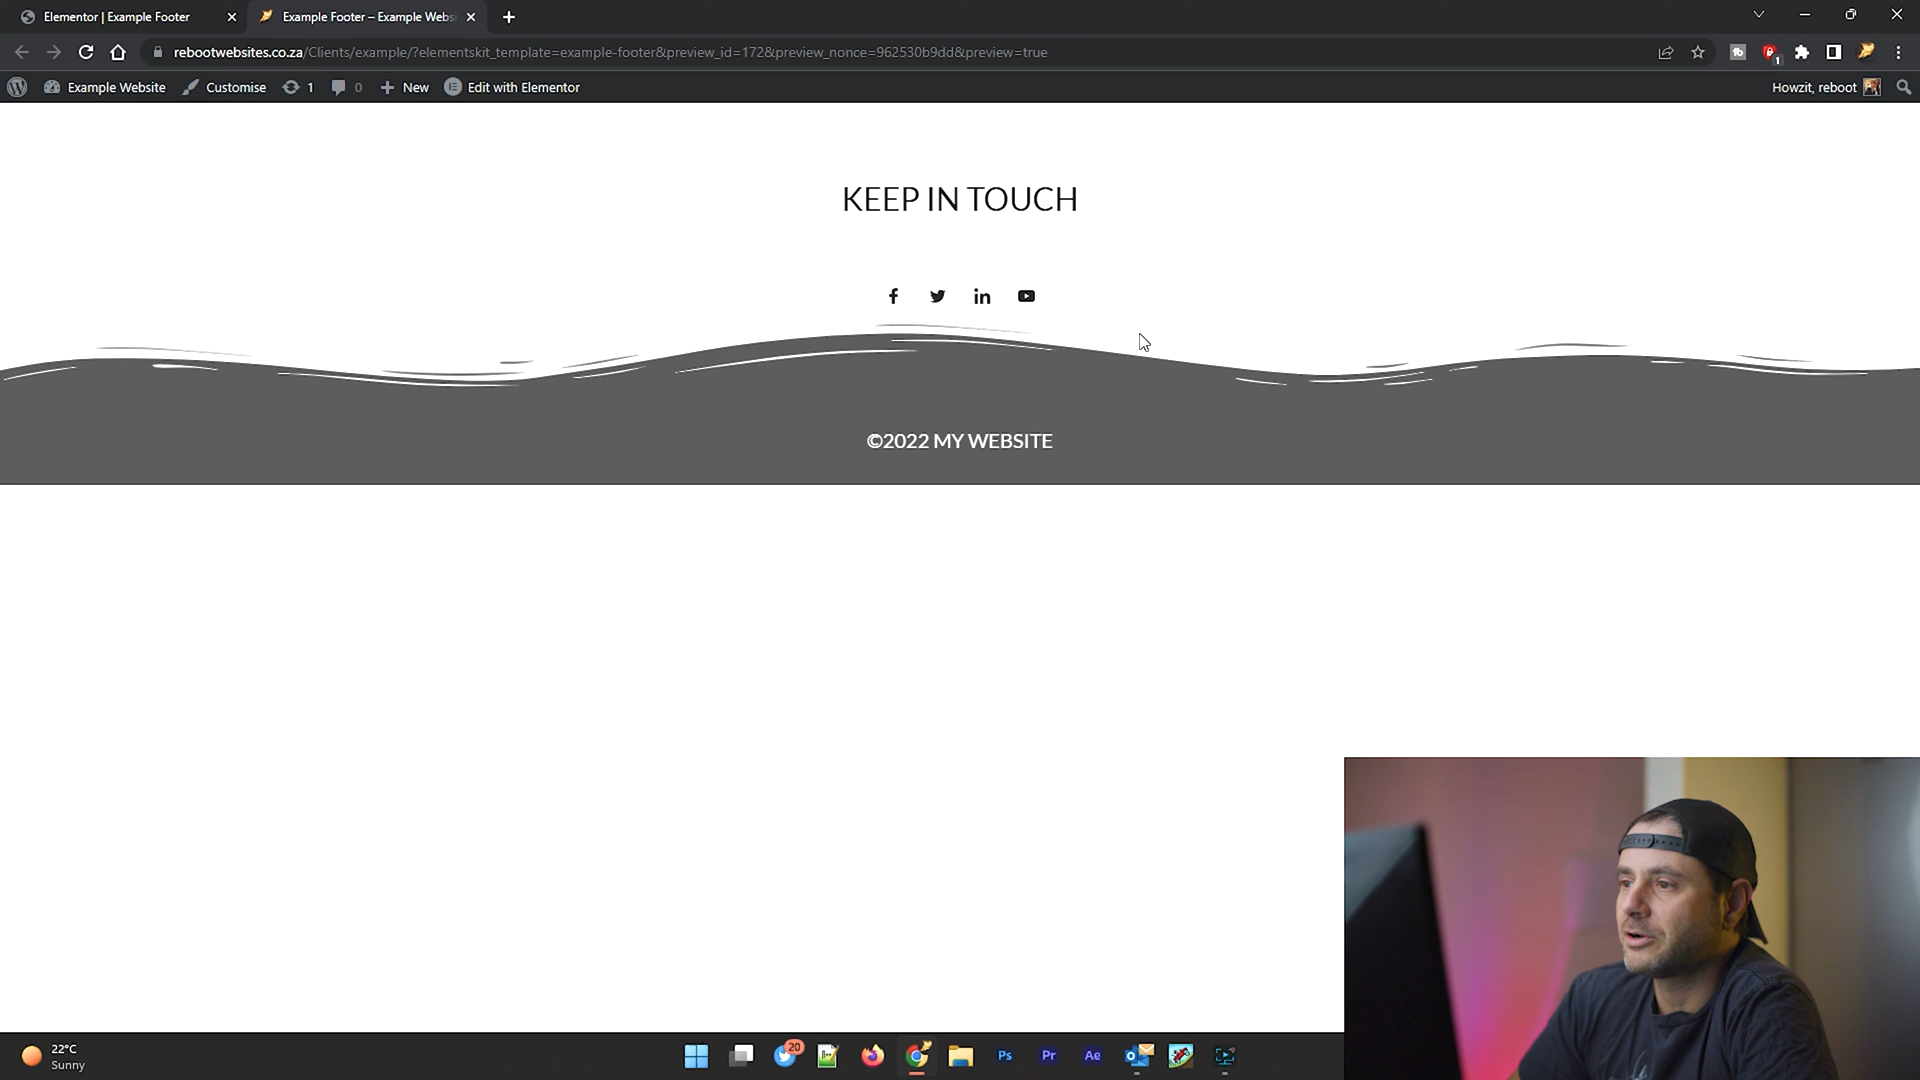 Elementor | Example Footer
Example Footer – Example Websi
rebootwebsites.co.za/Clients/example/?elementskit_template=example-footer&preview_id=172&preview_nonce=962530b9dd&preview=true
1
Example Website
Customise
1
0
New
Edit with Elementor
Howzit, reboot
KEEP IN TOUCH
©2022 MY WEBSITE
22°C
Sunny
20
Ps
Pr
Ae